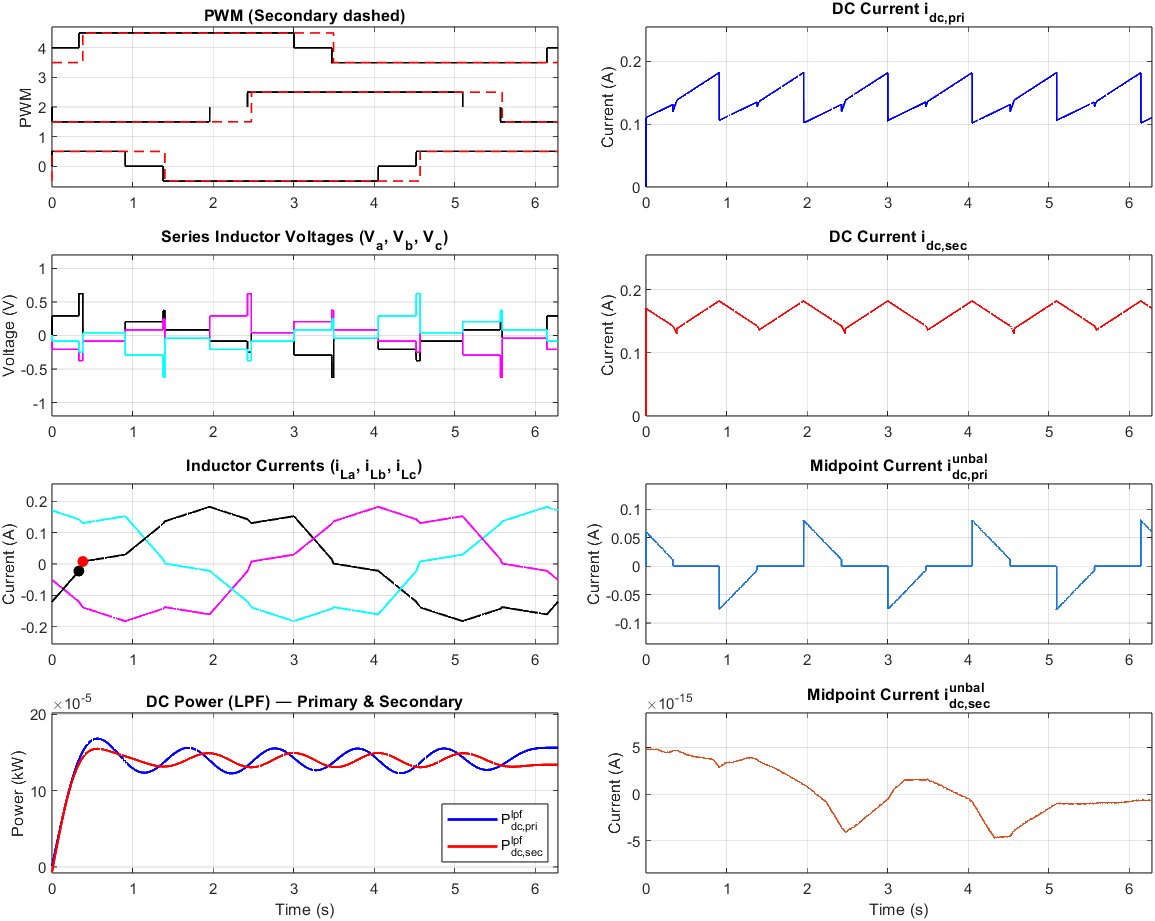 PWM (Secondary dashed)
PWM
4
3
2
1
0
0 1 2 3 4 5 6
DC Current i_dc,pri
Current (A)
0.2
0.1
0
0 1 2 3 4 5 6
Series Inductor Voltages (V_a, V_b, V_c)
Voltage (V)
1
0.5
0
-0.5
-1
0 1 2 3 4 5 6
DC Current i_dc,sec
Current (A)
0.2
0.1
0
0 1 2 3 4 5 6
Inductor Currents (i_La, i_Lb, i_Lc)
Current (A)
0.2
0.1
0
-0.1
-0.2
0 1 2 3 4 5 6
Midpoint Current i_dc,pri^unbal
Current (A)
0.1
0.05
0
-0.05
-0.1
0 1 2 3 4 5 6
DC Power (LPF) — Primary & Secondary
×10^-5
Power (kW)
20
10
0
P_dc,pri^lpf
P_dc,sec^lpf
0 1 2 3 4 5 6
Time (s)
Midpoint Current i_dc,sec^unbal
×10^-15
Current (A)
5
0
-5
0 1 2 3 4 5 6
Time (s)